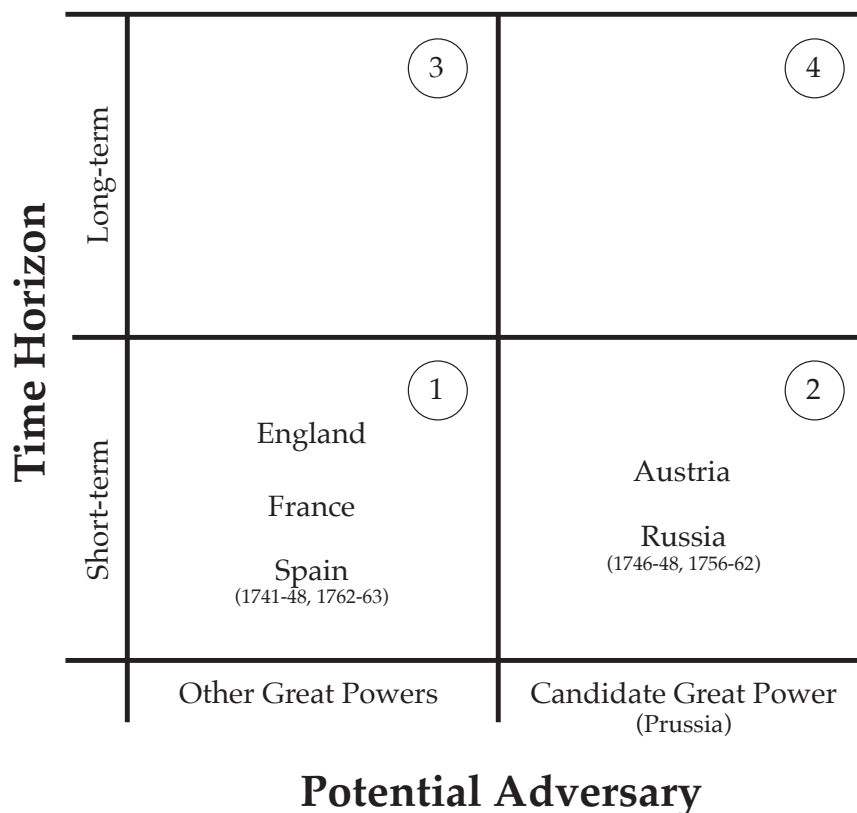 3
4
Long-term
Time Horizon
1
2
England
Austria
France
Short-term
Russia
(1746-48, 1756-62)
Spain
(1741-48, 1762-63)
Other Great Powers
Candidate Great Power
(Prussia)
Potential Adversary